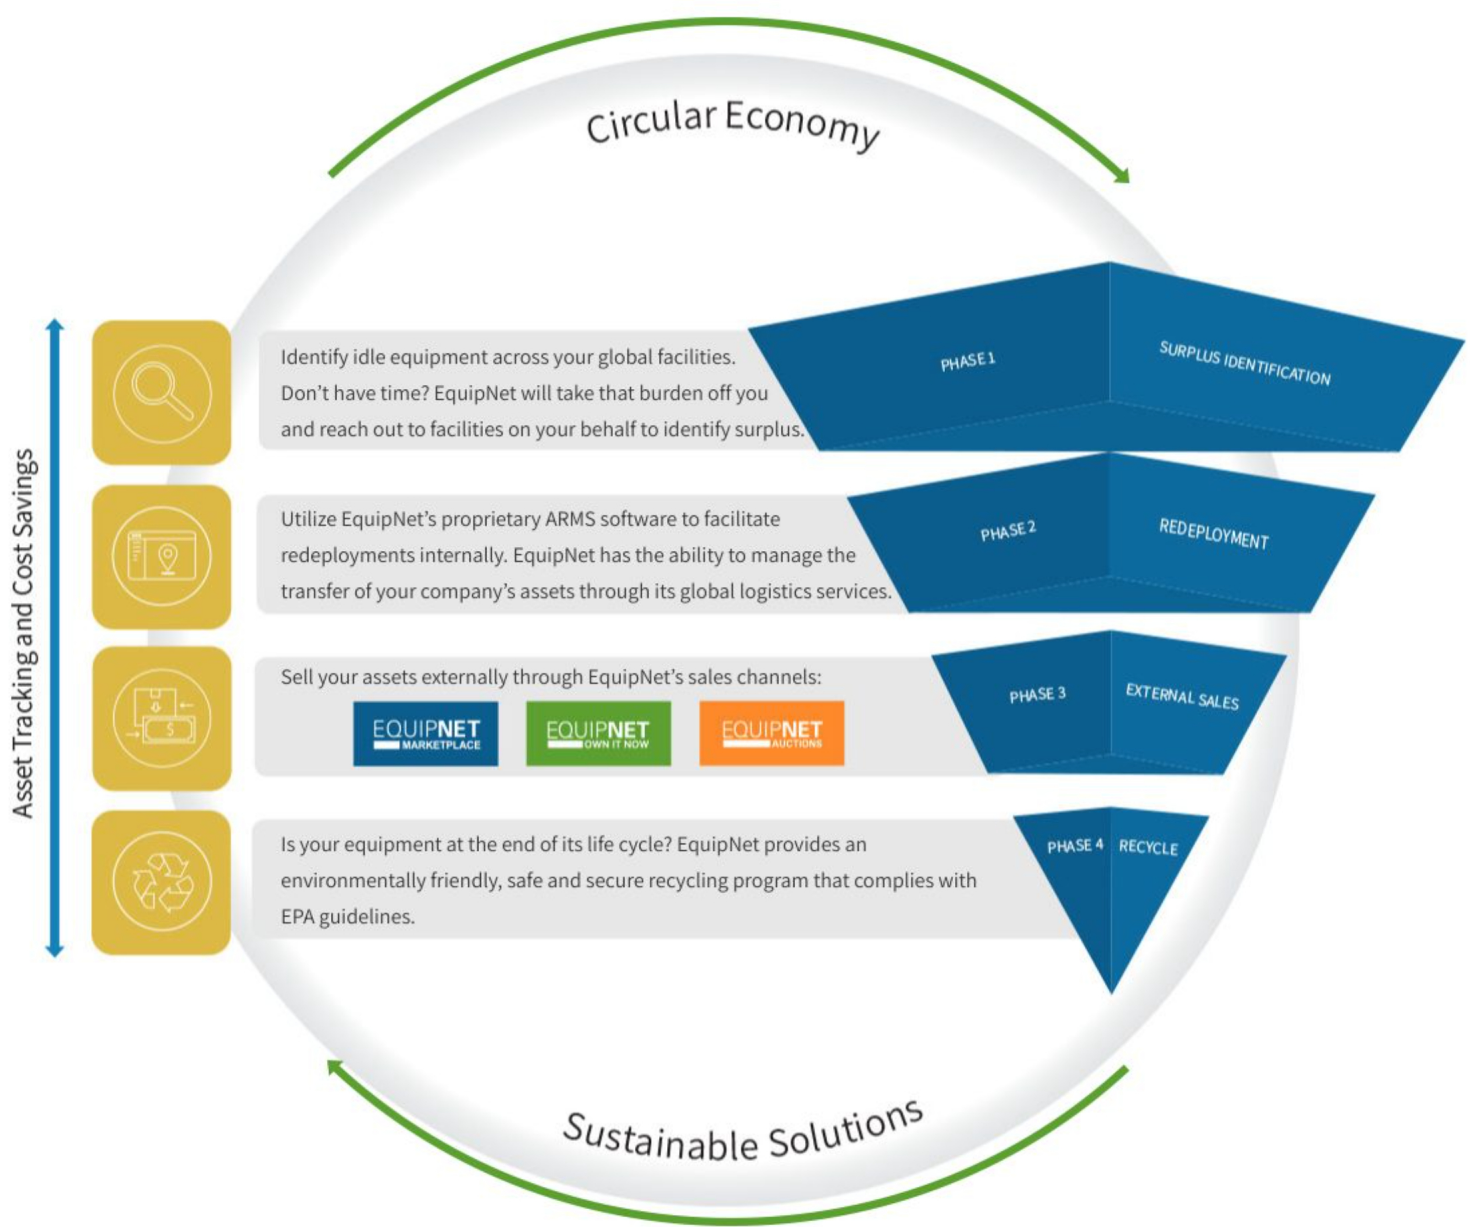 Circular Economy
Asset Tracking and Cost Savings
Identify idle equipment across your global facilities.
Don't have time? EquipNet will take that burden off you
and reach out to facilities on your behalf to identify surplus.
PHASE 1
SURPLUS IDENTIFICATION
Utilize EquipNet's proprietary ARMS software to facilitate
redeployments internally. EquipNet has the ability to manage the
transfer of your company's assets through its global logistics services.
PHASE 2
REDEPLOYMENT
Sell your assets externally through EquipNet's sales channels:
EQUIPNET
MARKETPLACE
EQUIPNET
OWN IT NOW
EQUIPNET
AUCTIONS
PHASE 3
EXTERNAL SALES
$
Is your equipment at the end of its life cycle? EquipNet provides an
environmentally friendly, safe and secure recycling program that complies with
EPA guidelines.
PHASE 4
RECYCLE
Sustainable Solutions